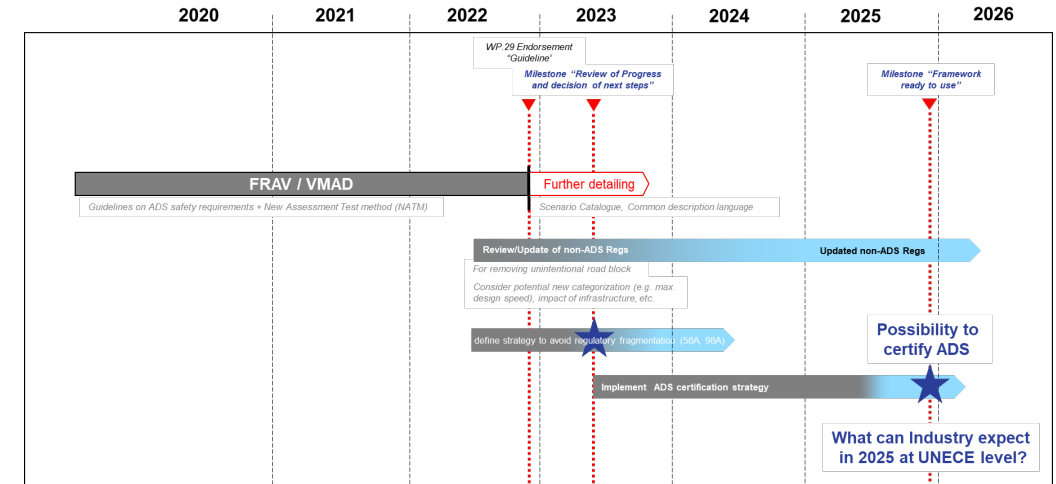 2020 2021 2022 2023 2024 2025 2026
WP.29 Endorsement
“Guideline’
Milestone “Review of Progress
and decision of next steps”
Milestone “Framework
ready to use”
FRAV / VMAD
Further detailing
Guidelines on ADS safety requirements + New Assessment Test method (NATM)
Scenario Catalogue, Common description language
Review/Update of non-ADS Regs
Updated non-ADS Regs
For removing unintentional road block
Consider potential new categorization (e.g. max.
design speed), impact of infrastructure, etc.
define strategy to avoid regulatory fragmentation (58A, 98A)
Possibility to
certify ADS
Implement ADS certification strategy
What can Industry expect
in 2025 at UNECE level?